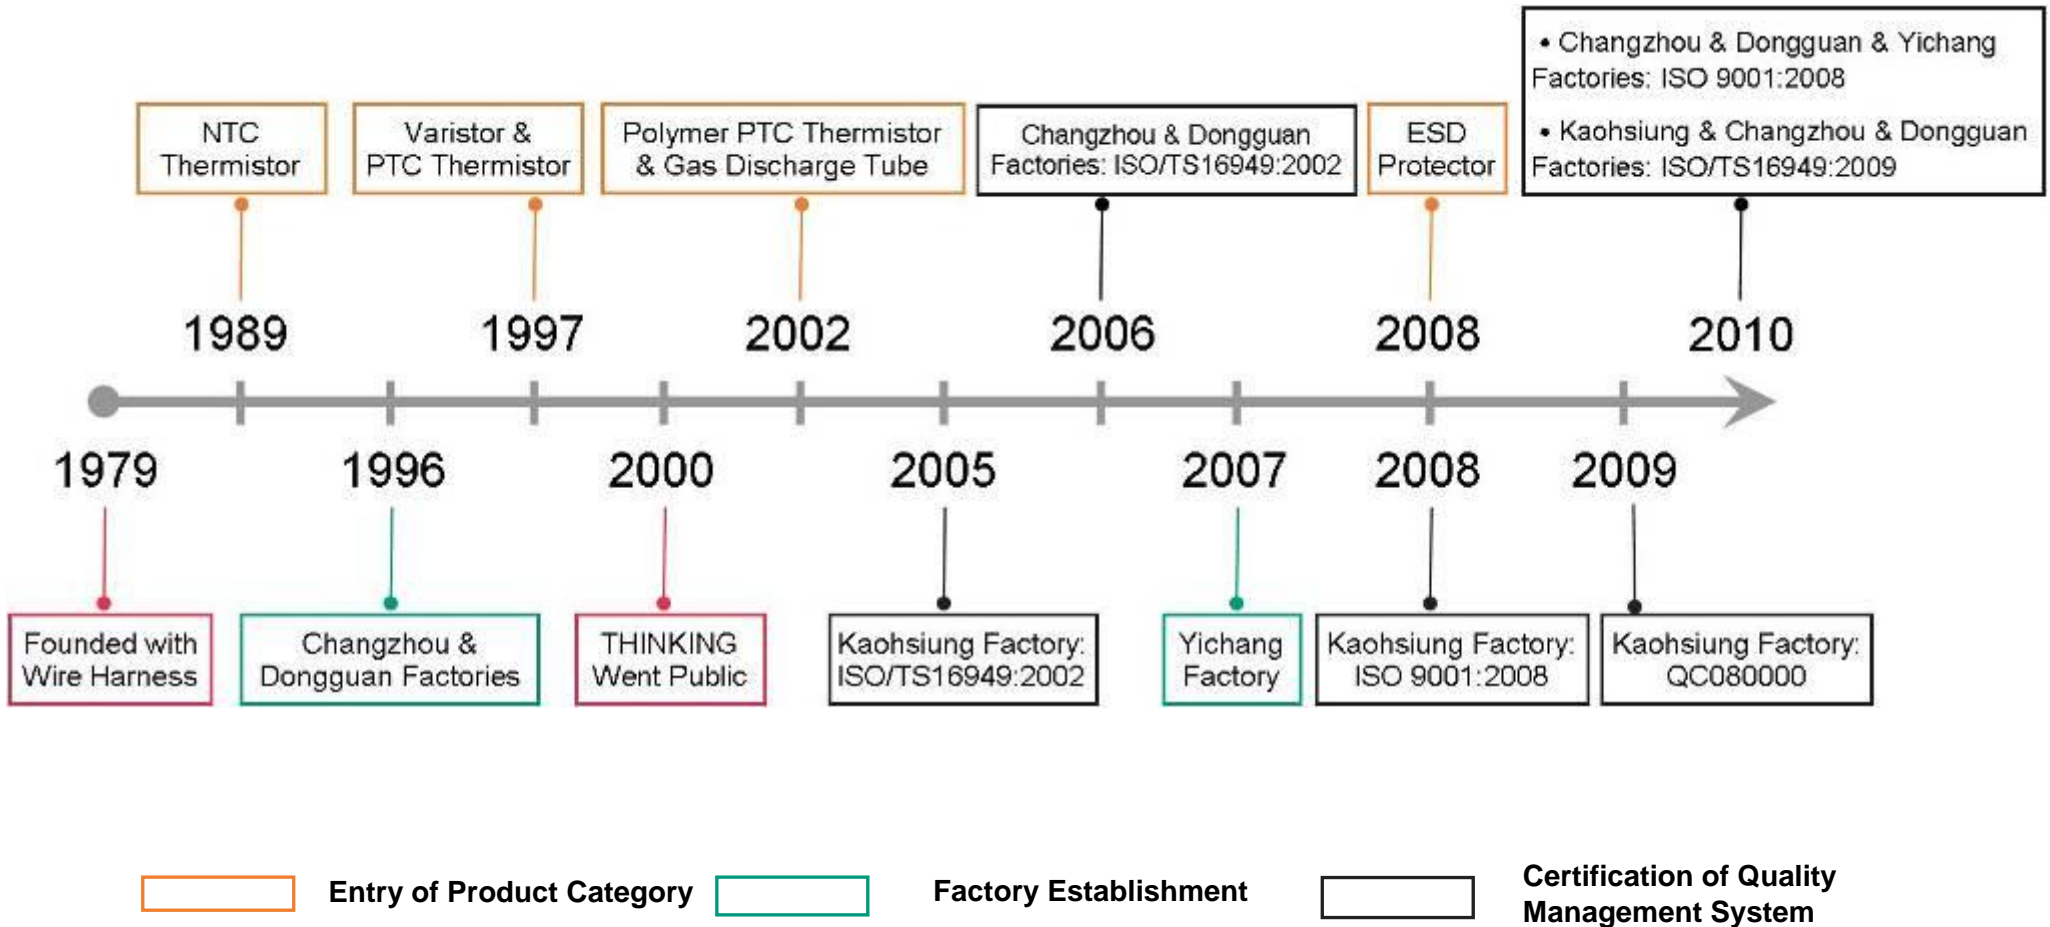 • Changzhou & Dongguan & Yichang
Factories: ISO 9001:2008
• Kaohsiung & Changzhou & Dongguan
Factories: ISO/TS16949:2009
NTC
Thermistor
Varistor &
PTC Thermistor
Polymer PTC Thermistor
& Gas Discharge Tube
Changzhou & Dongguan
Factories: ISO/TS16949:2002
ESD
Protector
1989
1997
2002
2006
2008
2010
1979
1996
2000
2005
2007
2008
2009
Founded with
Wire Harness
Changzhou &
Dongguan Factories
THINKING
Went Public
Kaohsiung Factory:
ISO/TS16949:2002
Yichang
Factory
Kaohsiung Factory:
ISO 9001:2008
Kaohsiung Factory:
QC080000
Entry of Product Category
Factory Establishment
Certification of Quality
Management System